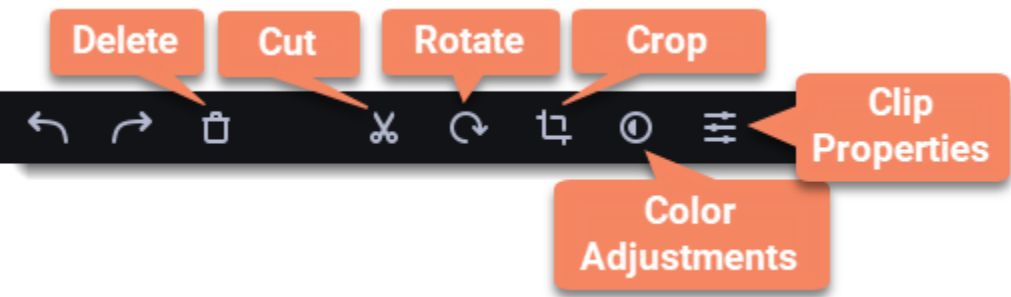 Delete
Cut
Rotate
Crop
Clip
Properties
Color
Adjustments